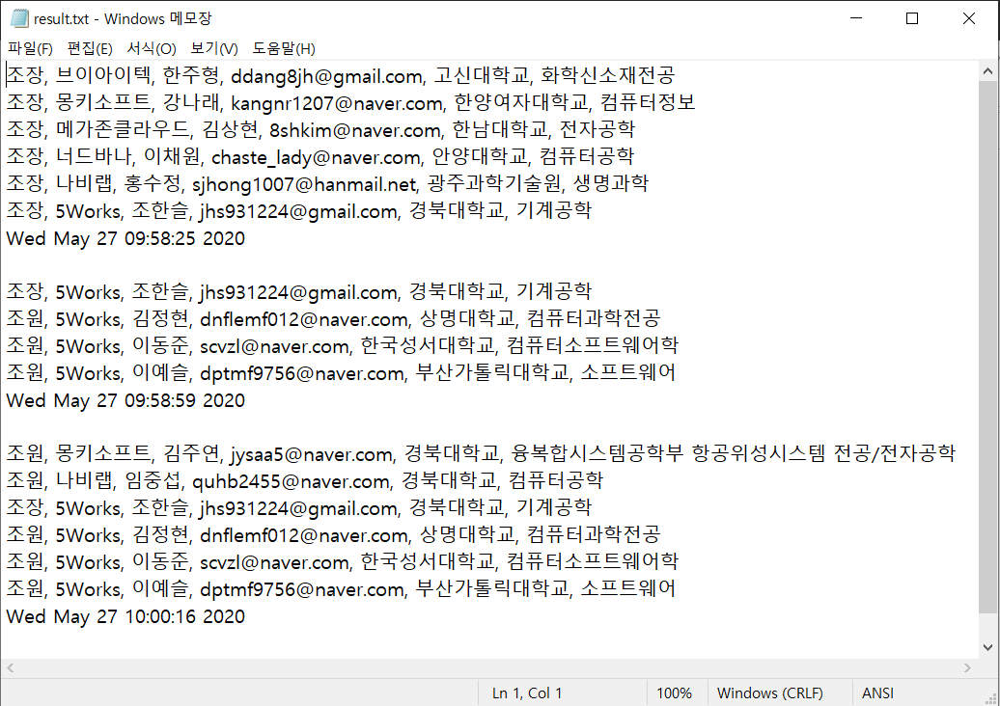 result.txt - Windows 메모장
파일(F) 편집(E) 서식(O) 보기(V) 도움말(H)
조장, 브이아이텍, 한주형, ddang8jh@gmail.com, 고신대학교, 화학신소재전공
조장, 몽키소프트, 강나래, kangnr1207@naver.com, 한양여자대학교, 컴퓨터정보
조장, 메가존클라우드, 김상현, 8shkim@naver.com, 한남대학교, 전자공학
조장, 너드바나, 이채원, chaste_lady@naver.com, 안양대학교, 컴퓨터공학
조장, 나비랩, 홍수정, sjhong1007@hanmail.net, 광주과학기술원, 생명과학
조장, 5Works, 조한슬, jhs931224@gmail.com, 경북대학교, 기계공학
Wed May 27 09:58:25 2020
조장, 5Works, 조한슬, jhs931224@gmail.com, 경북대학교, 기계공학
조원, 5Works, 김정현, dnflemf012@naver.com, 상명대학교, 컴퓨터과학전공
조원, 5Works, 이동준, scvzl@naver.com, 한국성서대학교, 컴퓨터소프트웨어학
조원, 5Works, 이예슬, dptmf9756@naver.com, 부산가톨릭대학교, 소프트웨어
Wed May 27 09:58:59 2020
조원, 몽키소프트, 김주연, jysaa5@naver.com, 경북대학교, 융복합시스템공학부 항공위성시스템 전공/전자공학
조원, 나비랩, 임중섭, quhb2455@naver.com, 경북대학교, 컴퓨터공학
조장, 5Works, 조한슬, jhs931224@gmail.com, 경북대학교, 기계공학
조원, 5Works, 김정현, dnflemf012@naver.com, 상명대학교, 컴퓨터과학전공
조원, 5Works, 이동준, scvzl@naver.com, 한국성서대학교, 컴퓨터소프트웨어학
조원, 5Works, 이예슬, dptmf9756@naver.com, 부산가톨릭대학교, 소프트웨어
Wed May 27 10:00:16 2020
Ln 1, Col 1 100% Windows (CRLF) ANSI